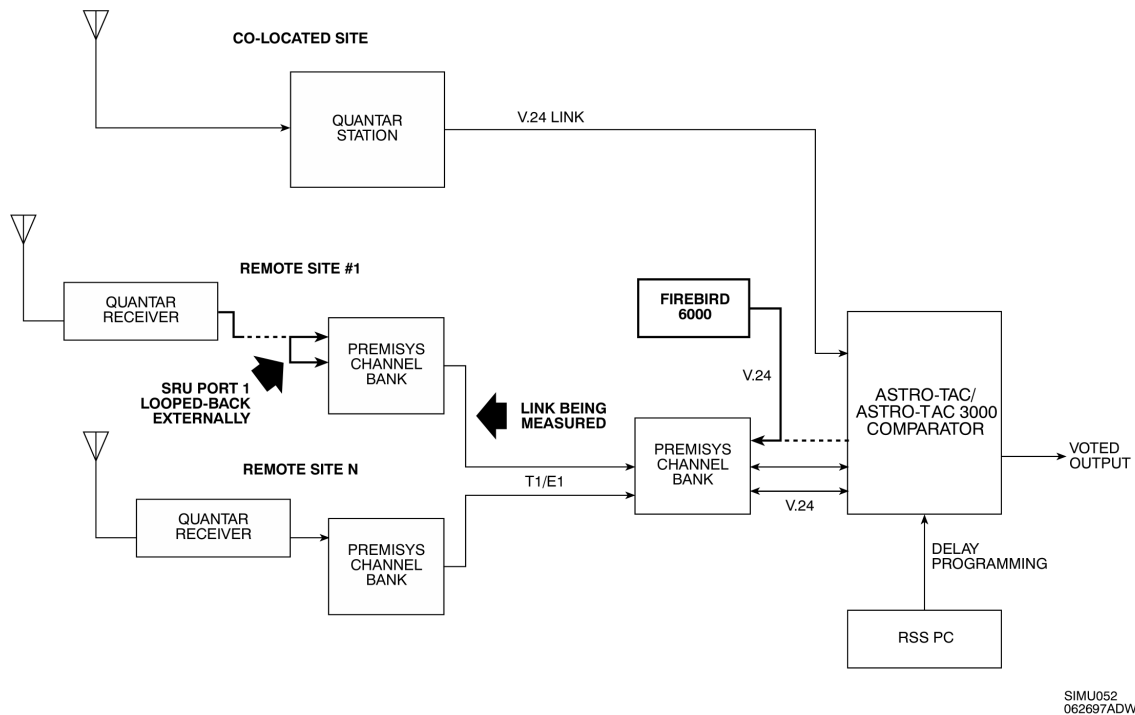 CO-LOCATED SITE
QUANTAR
STATION
V.24 LINK
REMOTE SITE #1
QUANTAR
RECEIVER
SRU PORT 1
LOOPED-BACK
EXTERNALLY
PREMISYS
CHANNEL
BANK
LINK BEING
MEASURED
FIREBIRD
6000
V.24
PREMISYS
CHANNEL
BANK
V.24
ASTRO-TAC/
ASTRO-TAC 3000
COMPARATOR
VOTED
OUTPUT
REMOTE SITE N
QUANTAR
RECEIVER
PREMISYS
CHANNEL
BANK
T1/E1
DELAY
PROGRAMMING
RSS PC
SIMU052
062697ADW